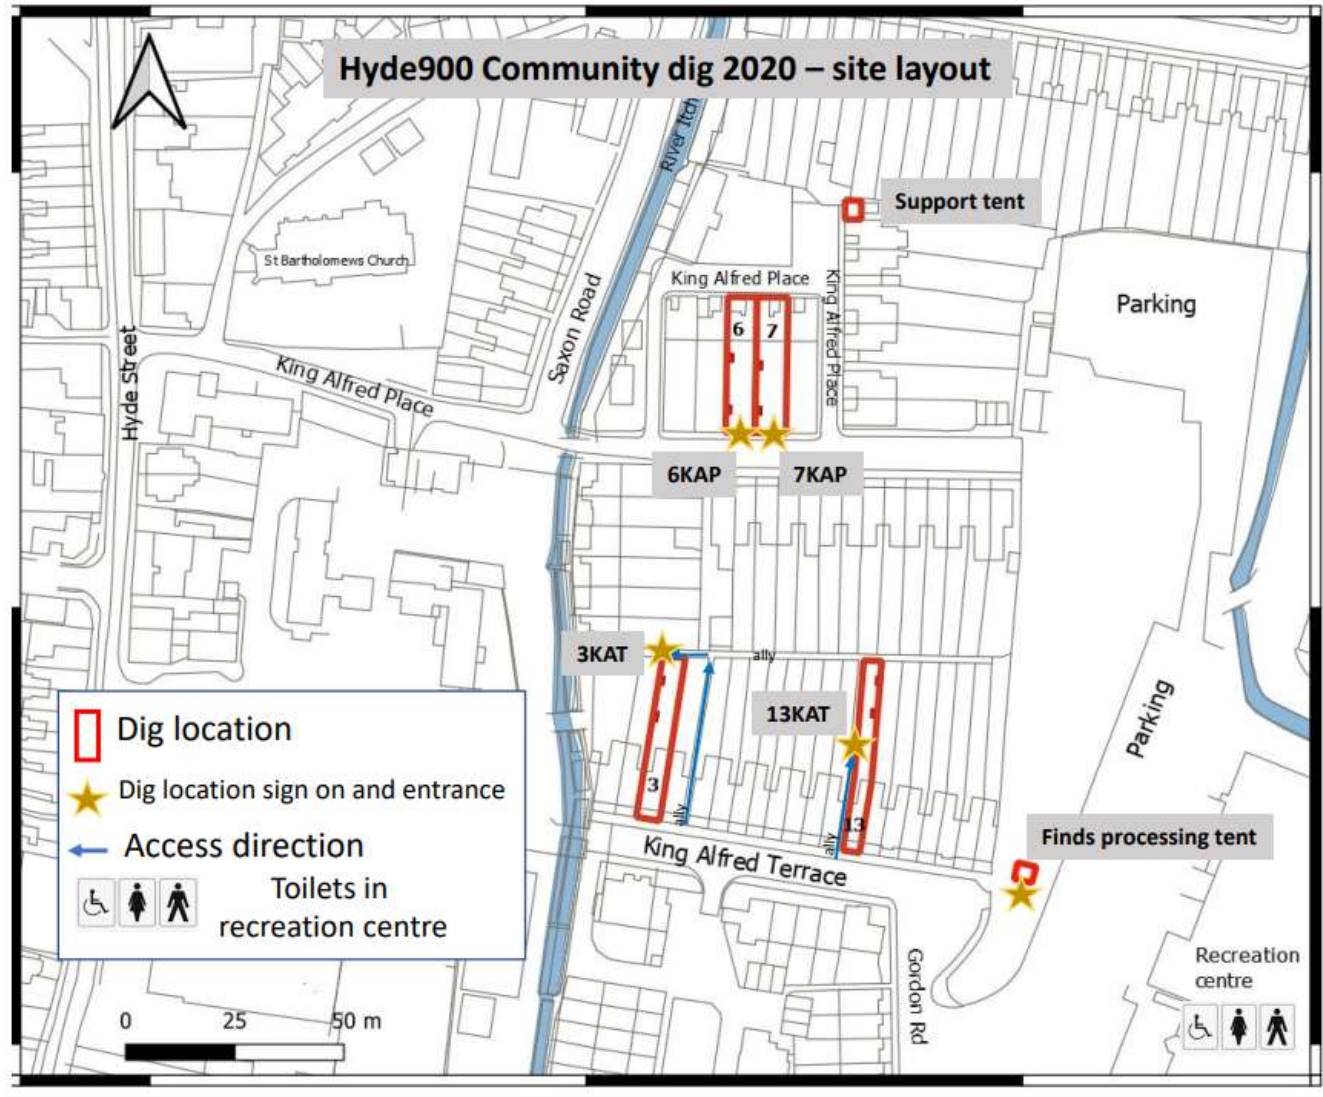 Hyde900 Community dig 2020 – site layout
River Itch
Support tent
St Bartholomews Church
King Alfred Place
King Alfred Place
Saxon Road
Parking
6
7
Hyde Street
King Alfred Place
6KAP
7KAP
3KAT
ally
13KAT
Parking
Dig location
Dig location sign on and entrance
Access direction
Toilets in
recreation centre
3
ally
13
ally
King Alfred Terrace
Finds processing tent
Gordon Rd
Recreation
centre
0 25 50 m